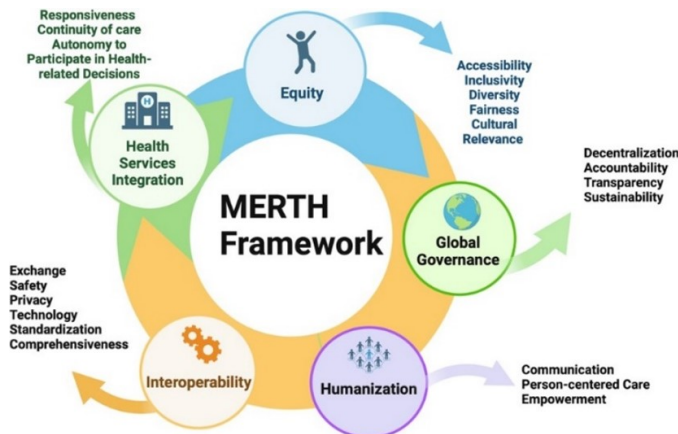 Responsiveness
Continuity of care
Autonomy to
Participate in Health-
related Decisions
Equity
Accessibility
Inclusivity
Diversity
Fairness
Cultural
Relevance
H
Health
Services
Integration
MERTH
Framework
Decentralization
Accountability
Transparency
Sustainability
Global
Governance
Exchange
Safety
Privacy
Technology
Standardization
Comprehensiveness
Interoperability
Humanization
Communication
Person-centered Care
Empowerment